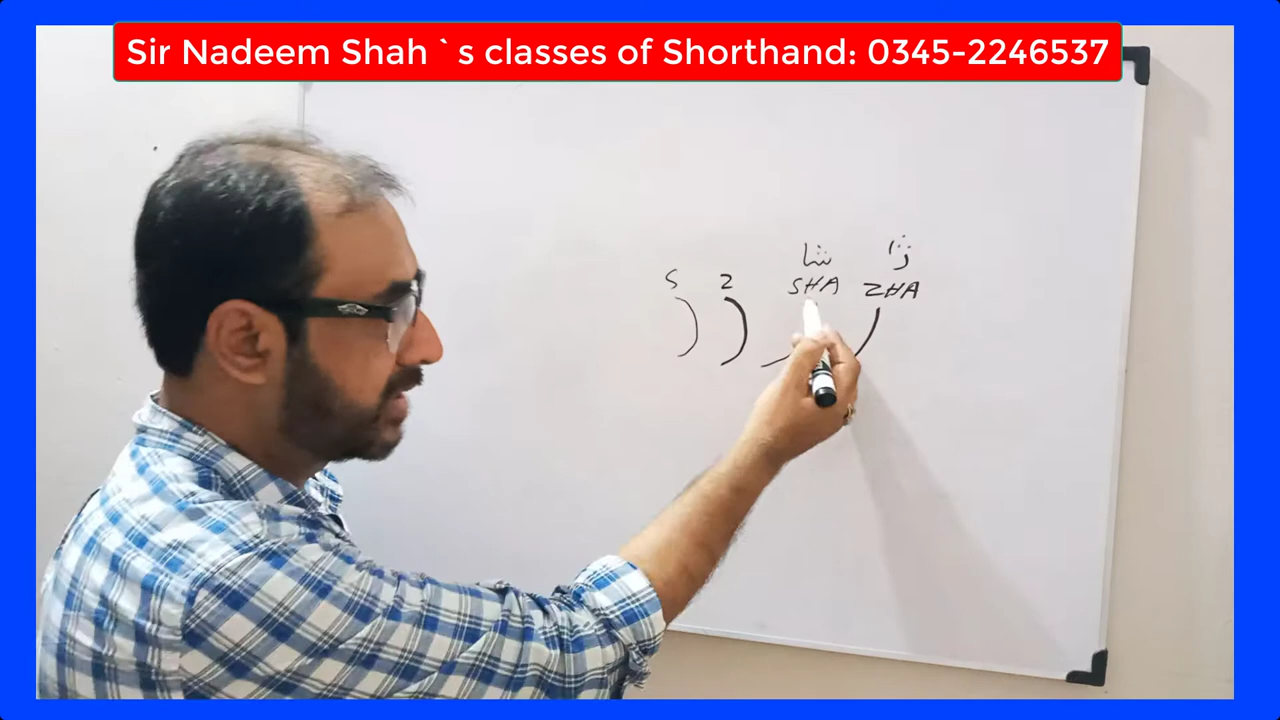 Sir Nadeem Shah `s classes of Shorthand: 0345-2246537
شا ژا
S Z SHA ZHA